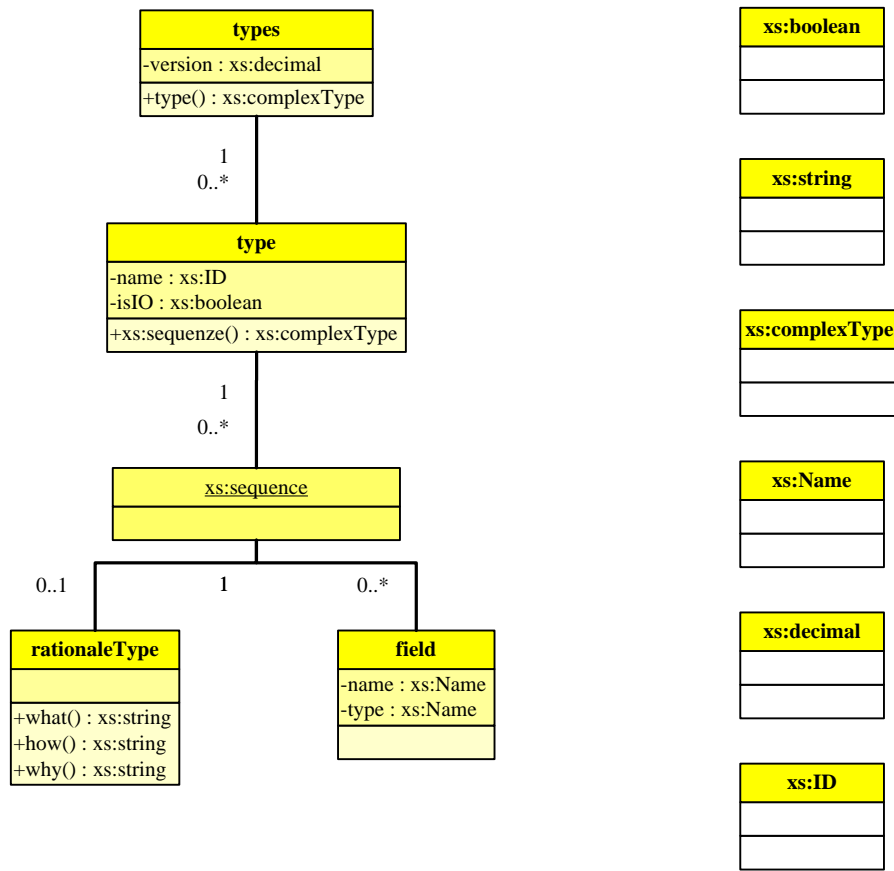 types
-version : xs:decimal
+type() : xs:complexType
1
0..*
type
-name : xs:ID
-isIO : xs:boolean
+xs:sequenze() : xs:complexType
1
0..*
xs:sequence
0..1
1
0..*
rationaleType
+what() : xs:string
+how() : xs:string
+why() : xs:string
field
-name : xs:Name
-type : xs:Name
xs:boolean
xs:string
xs:complexType
xs:Name
xs:decimal
xs:ID